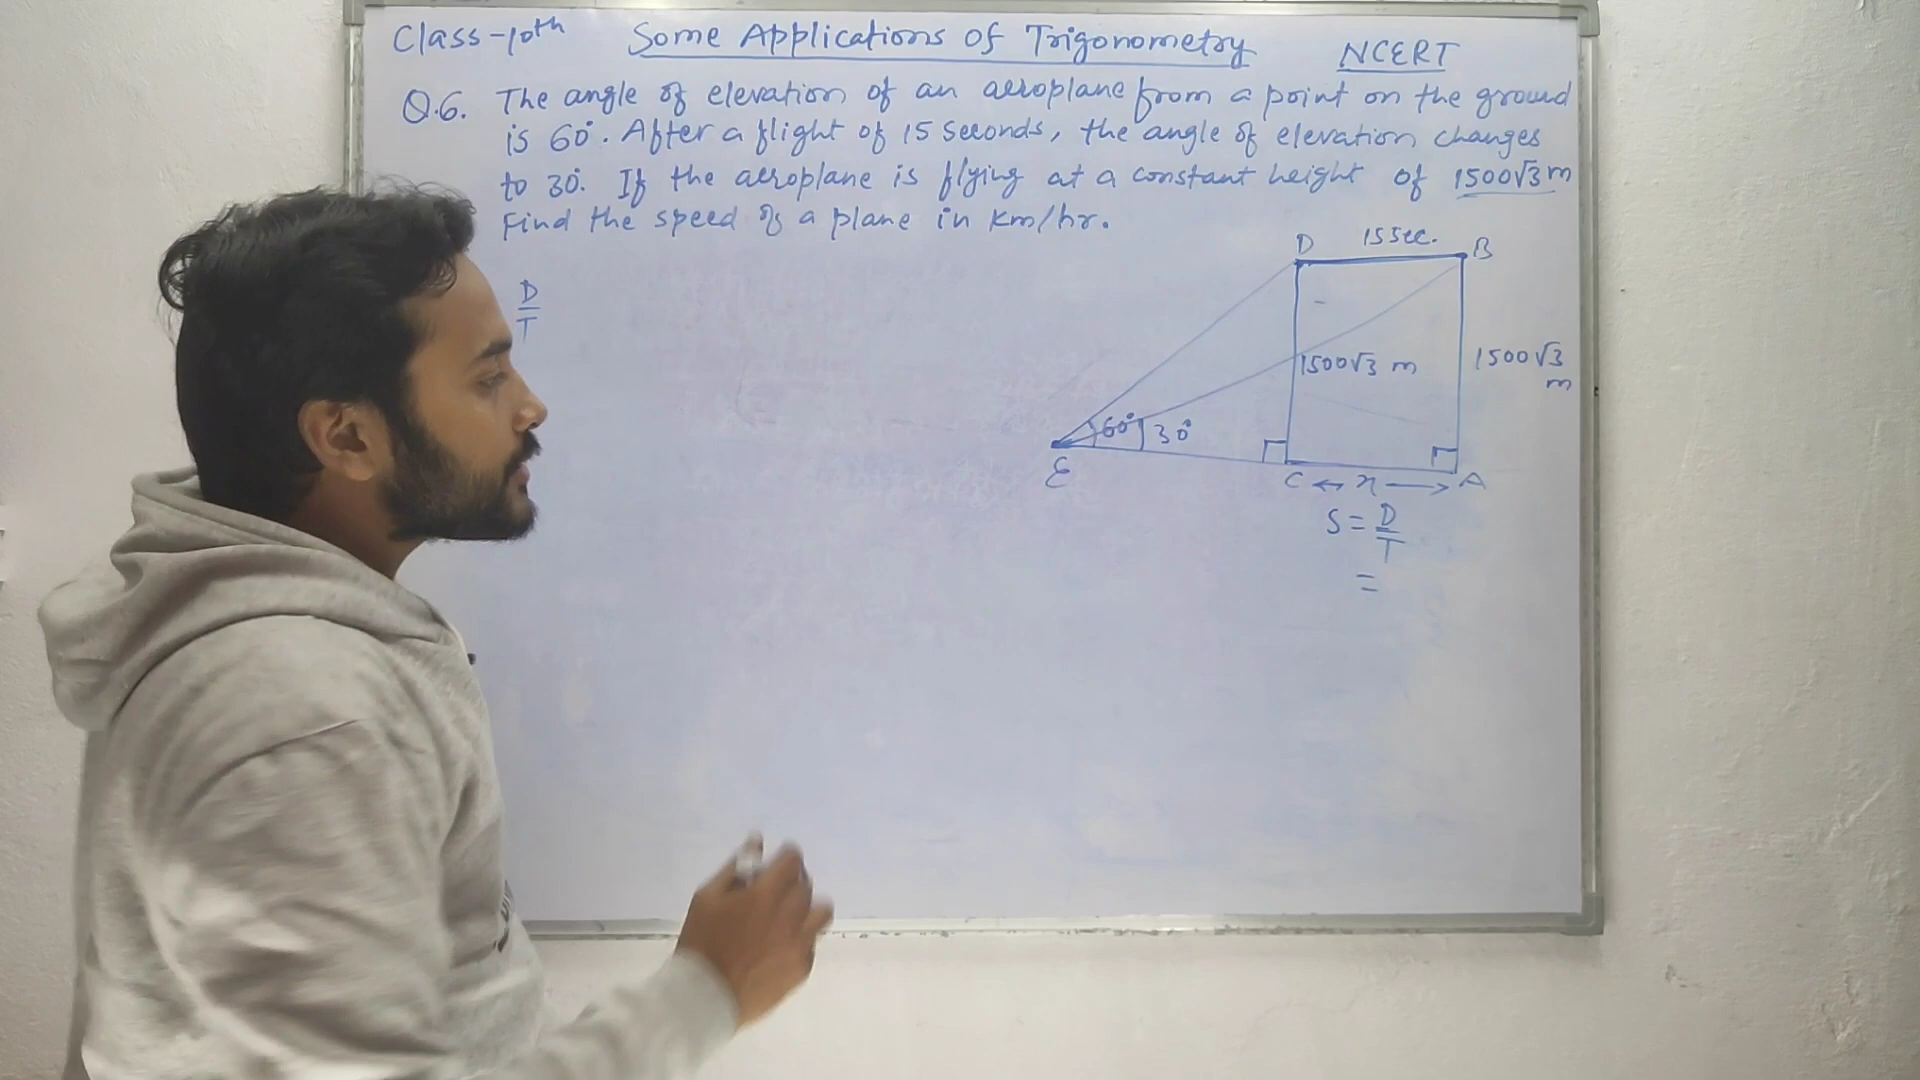 Class-10th Some Applications of Trigonometry NCERT
Q.6. The angle of elevation of an aeroplane from a point on the ground
is 60°. After a flight of 15 seconds, the angle of elevation changes
to 30°. If the aeroplane is flying at a constant height of 1500√3 m
Find the speed of a plane in km/hr.
D 15 Sec. B
D
T
1500√3 m 1500√3
m
60° 30°
E C ↔ x → A
S = D
T
=